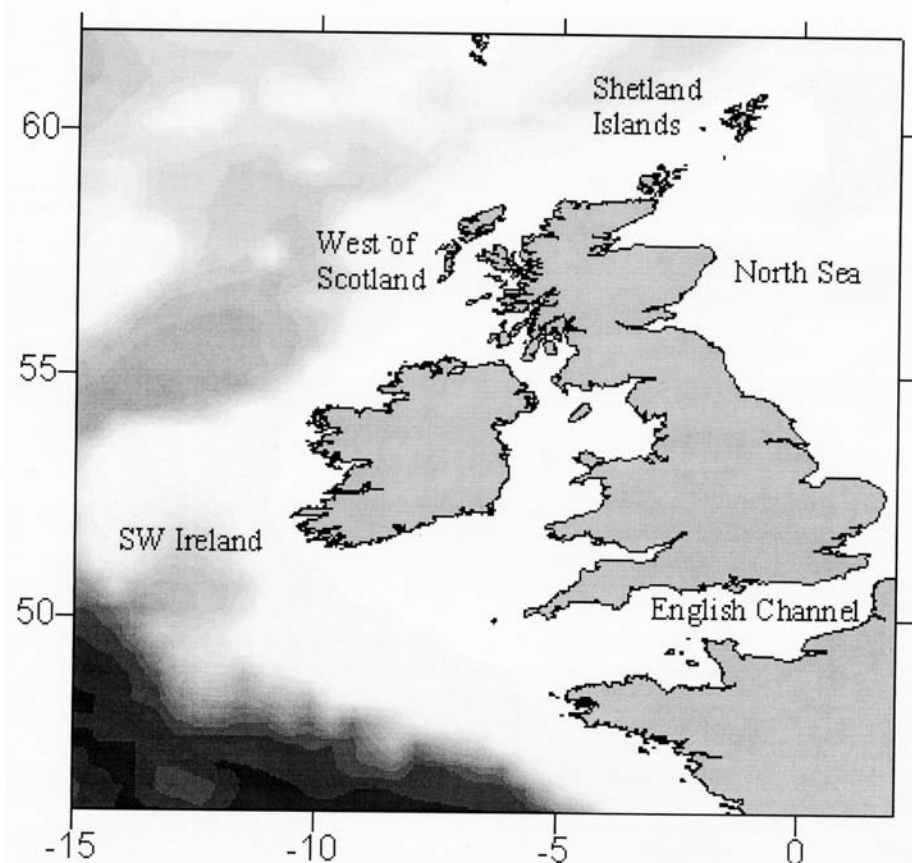 Shetland
Islands
60
West of
Scotland
North Sea
55
SW Ireland
50
English Channel
-15
-10
-5
0